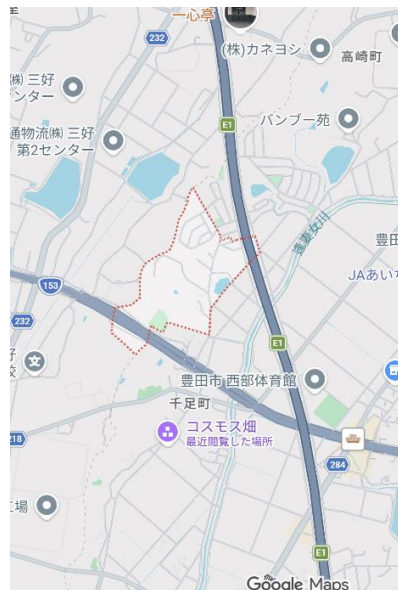 里
一心亭
232
(株)カネヨシ
高崎町
㈱ 三好
ンター
E1
バンブー苑
通物流㈱ 三好
第2センター
逢妻女川
豊田
JAあいち
153
232
E1
好
校
豊田市 西部体育館
千足町
コスモス畑
最近閲覧した場所
218
284
工場
E1
Google Maps